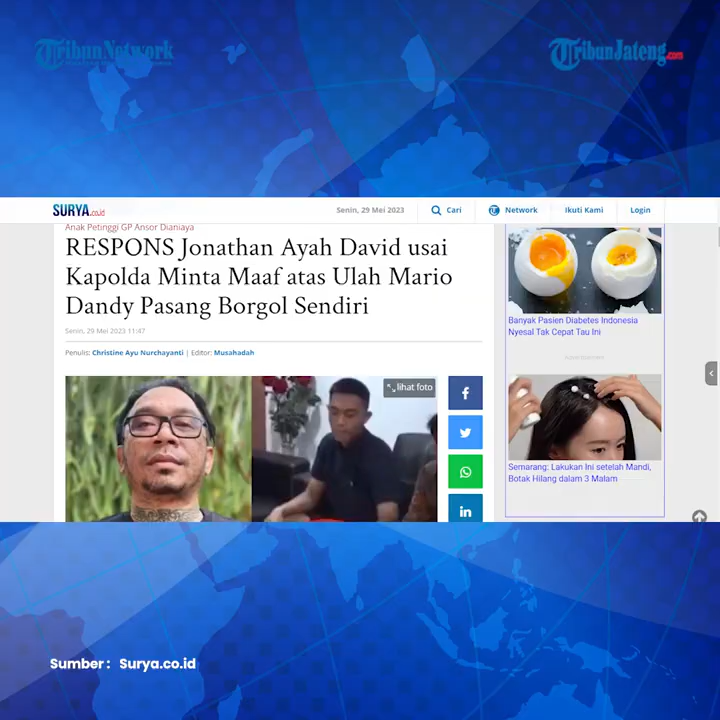 TribunNetwork
TribunJateng.com
SURYA.co.id
Senin, 29 Mei 2023
Cari
Network
Ikuti Kami
Login
Anak Petinggi GP Ansor Dianiaya
RESPONS Jonathan Ayah David usai
Kapolda Minta Maaf atas Ulah Mario
Dandy Pasang Borgol Sendiri
Senin, 29 Mei 2023 11:47
Penulis: Christine Ayu Nurchayanti | Editor: Musahadah
lihat foto
Banyak Pasien Diabetes Indonesia
Nyesal Tak Cepat Tau Ini
Advertisement
Semarang: Lakukan Ini setelah Mandi,
Botak Hilang dalam 3 Malam
Sumber : Surya.co.id